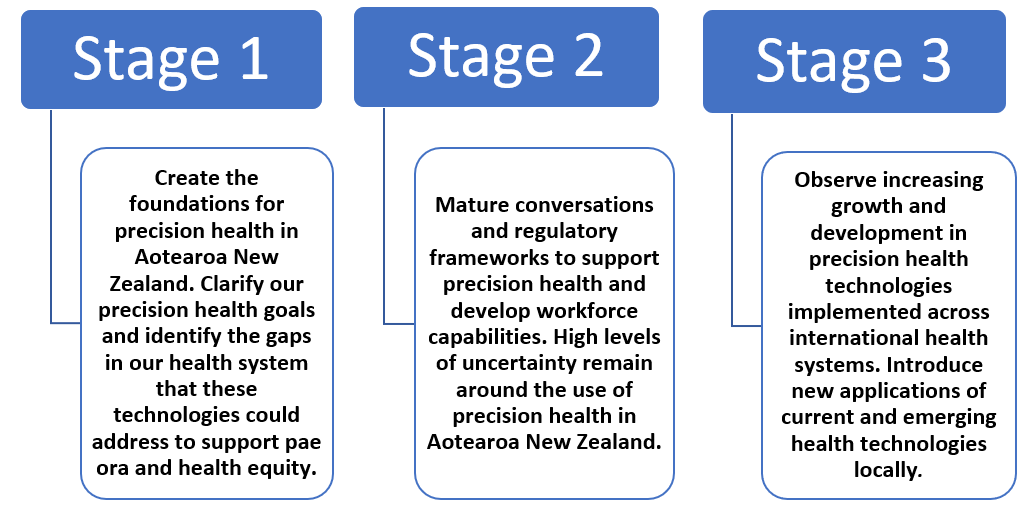 Stage 1
Create the
foundations for
precision health in
Aotearoa New
Zealand. Clarify our
precision health goals
and identify the gaps
in our health system
that these
technologies could
address to support pae
ora and health equity.
Stage 2
Mature conversations
and regulatory
frameworks to support
precision health and
develop workforce
capabilities. High levels
of uncertainty remain
around the use of
precision health in
Aotearoa New Zealand.
Stage 3
Observe increasing
growth and
development in
precision health
technologies
implemented across
international health
systems. Introduce
new applications of
current and emerging
health technologies
locally.